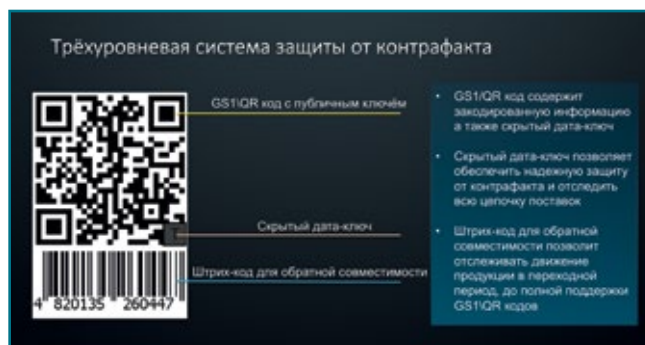 Трёхуровневая система защиты от контрафакта
GS1\QR код с публичным ключём
Скрытый дата-ключ
Штрих-код для обратной совместимости
4 820135 260447
• GS1/QR код содержит
закодированную информацию
а также скрытый дата-ключ
• Скрытый дата-ключ позволяет
обеспечить надежную защиту
от контрафакта и отследить
всю цепочку поставок
• Штрих-код для обратной
совместимости позволит
отслеживать движение
продукции в переходной
период, до полной поддержки
GS1\QR кодов